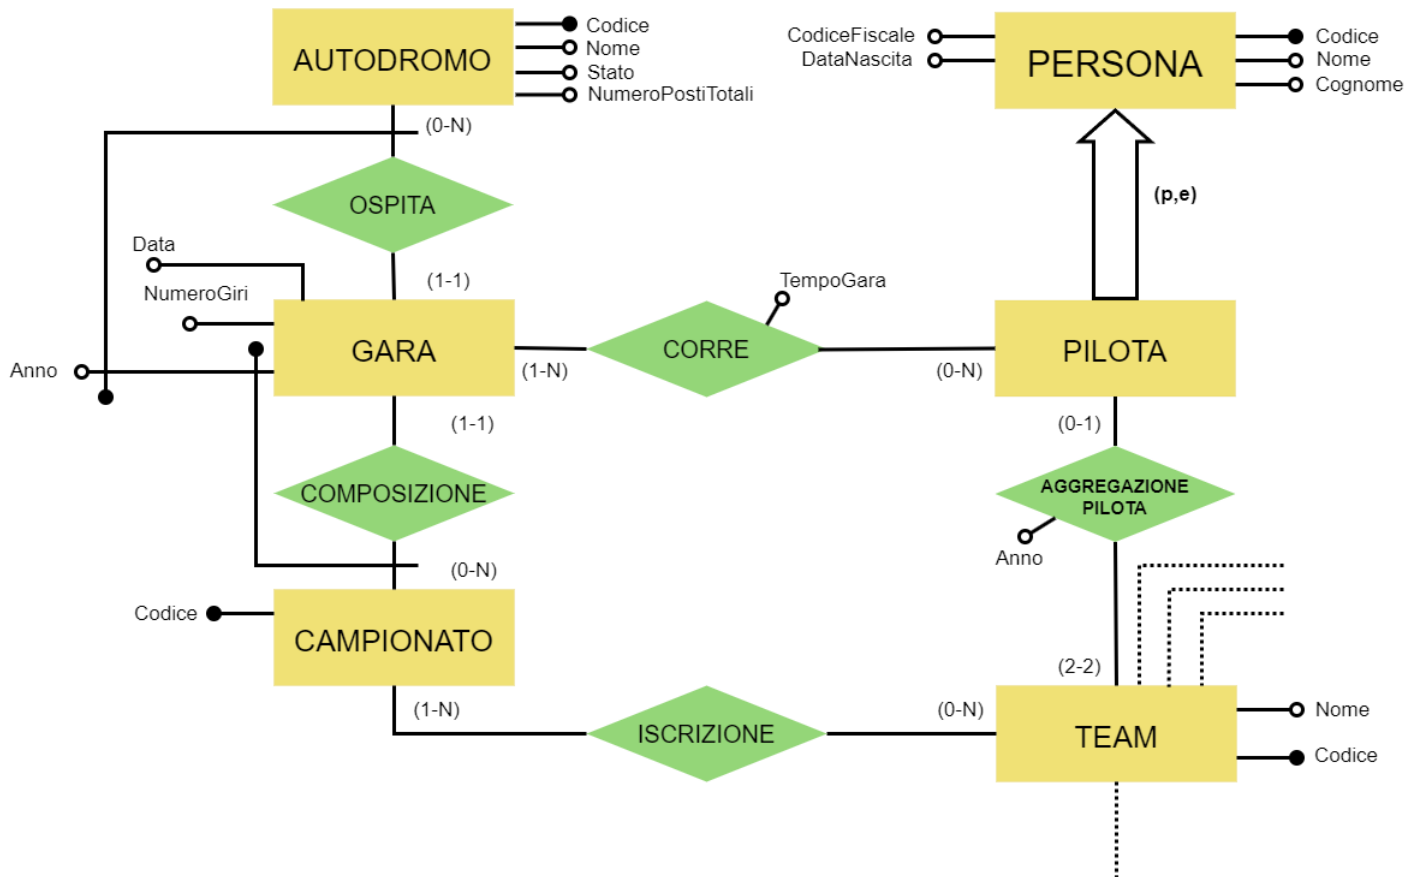 AUTODROMO
Codice
Nome
Stato
NumeroPostiTotali
CodiceFiscale
DataNascita
PERSONA
Codice
Nome
Cognome
(0-N)
OSPITA
(p,e)
Data
(1-1)
NumeroGiri
TempoGara
GARA
CORRE
PILOTA
Anno
(1-N)
(0-N)
(1-1)
(0-1)
COMPOSIZIONE
AGGREGAZIONE
PILOTA
Anno
(0-N)
Codice
CAMPIONATO
(2-2)
(1-N)
(0-N)
ISCRIZIONE
TEAM
Nome
Codice